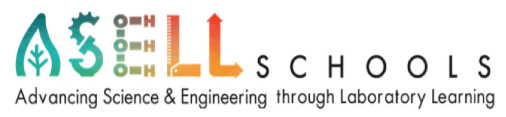 ASELL SCHOOLS
Advancing Science & Engineering through Laboratory Learning